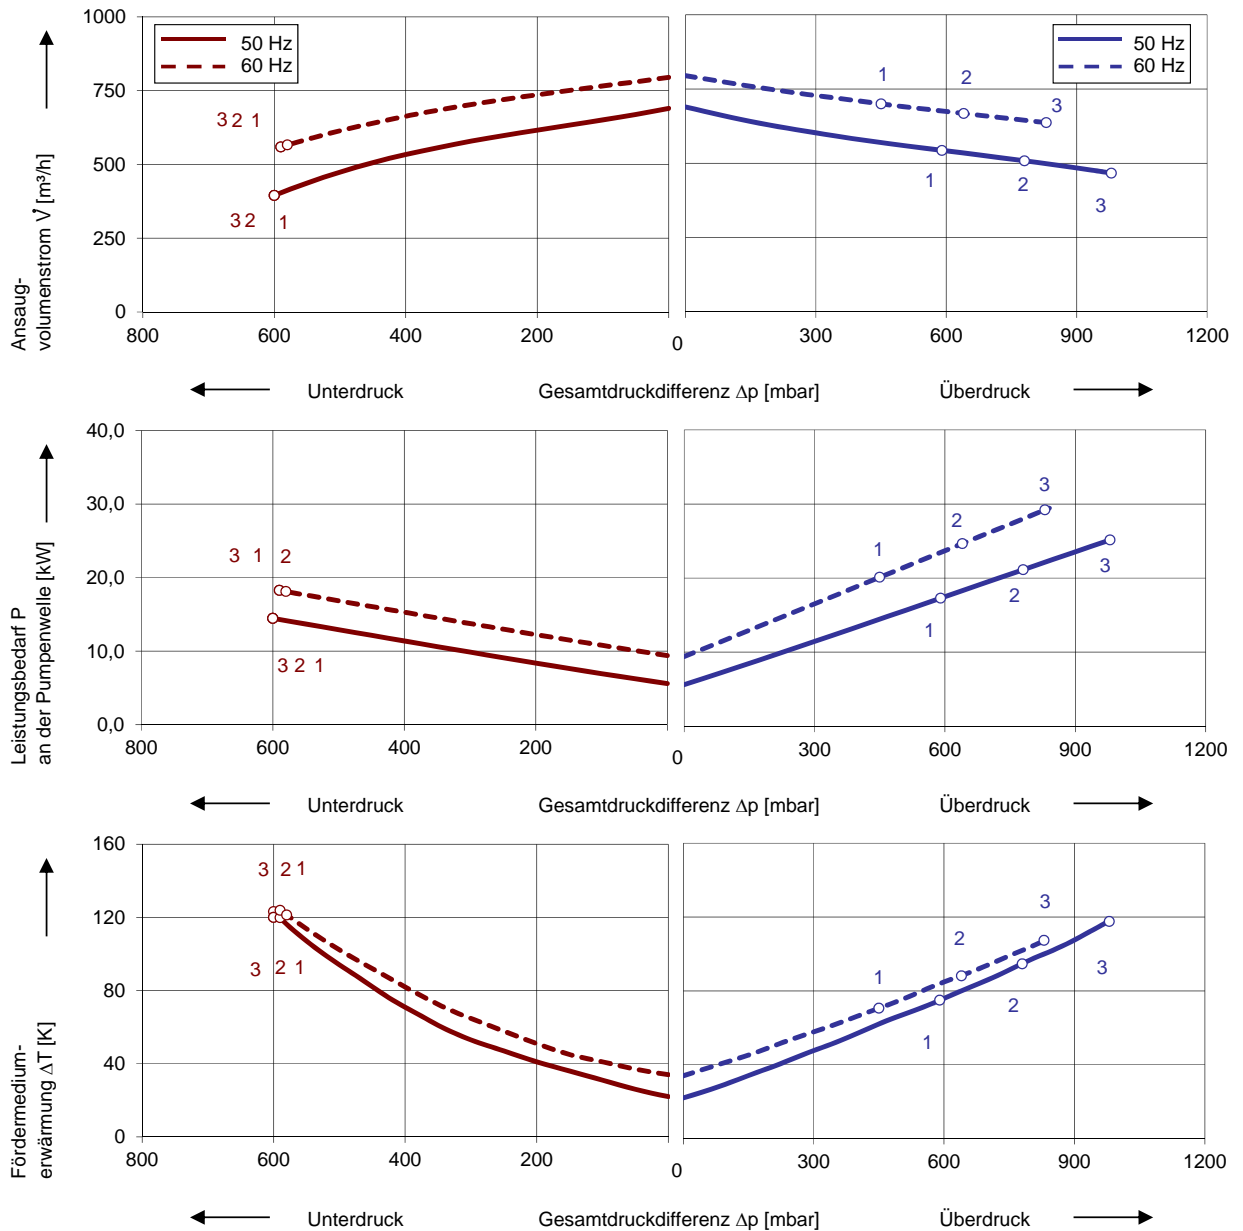 1000
750
500
250
0
Ansaug-
volumenstrom V̇ [m³/h]
50 Hz
60 Hz
3 2 1
3 2 1
800 600 400 200
50 Hz
60 Hz
1 2 3
1 2 3
0 300 600 900 1200
Unterdruck Gesamtdruckdifferenz Δp [mbar] Überdruck
40,0
30,0
20,0
10,0
0,0
Leistungsbedarf P
an der Pumpenwelle [kW]
3 1 2
3 2 1
800 600 400 200
3
2
1
3
2
1
0 300 600 900 1200
Unterdruck Gesamtdruckdifferenz Δp [mbar] Überdruck
160
120
80
40
0
Fördermedium-
erwärmung ΔT [K]
3 2 1
3 2 1
800 600 400 200
3
2
1
3
2
1
0 300 600 900 1200
Unterdruck Gesamtdruckdifferenz Δp [mbar] Überdruck